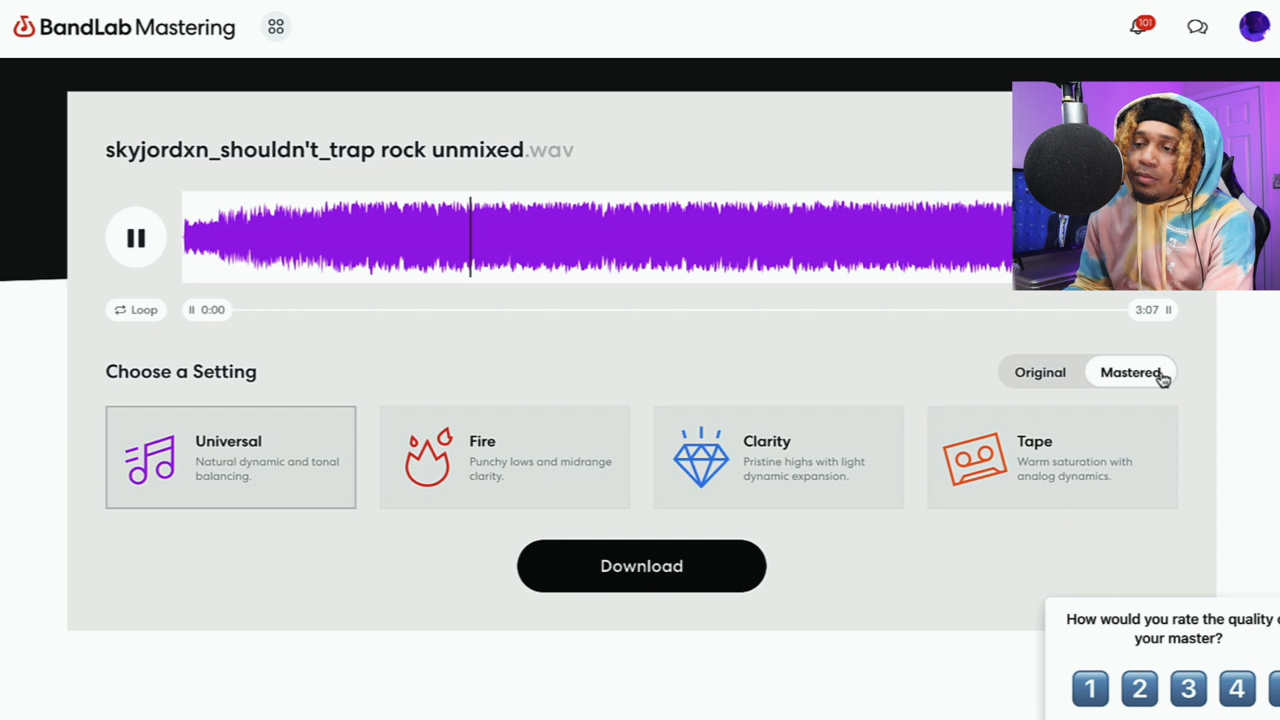 BandLab Mastering
101
skyjordxn_shouldn't_trap rock unmixed.wav
Loop
0:00
3:07
Choose a Setting
Original
Mastered
Universal
Natural dynamic and tonal
balancing.
Fire
Punchy lows and midrange
clarity.
Clarity
Pristine highs with light
dynamic expansion.
Tape
Warm saturation with
analog dynamics.
Download
How would you rate the quality
your master?
1 2 3 4